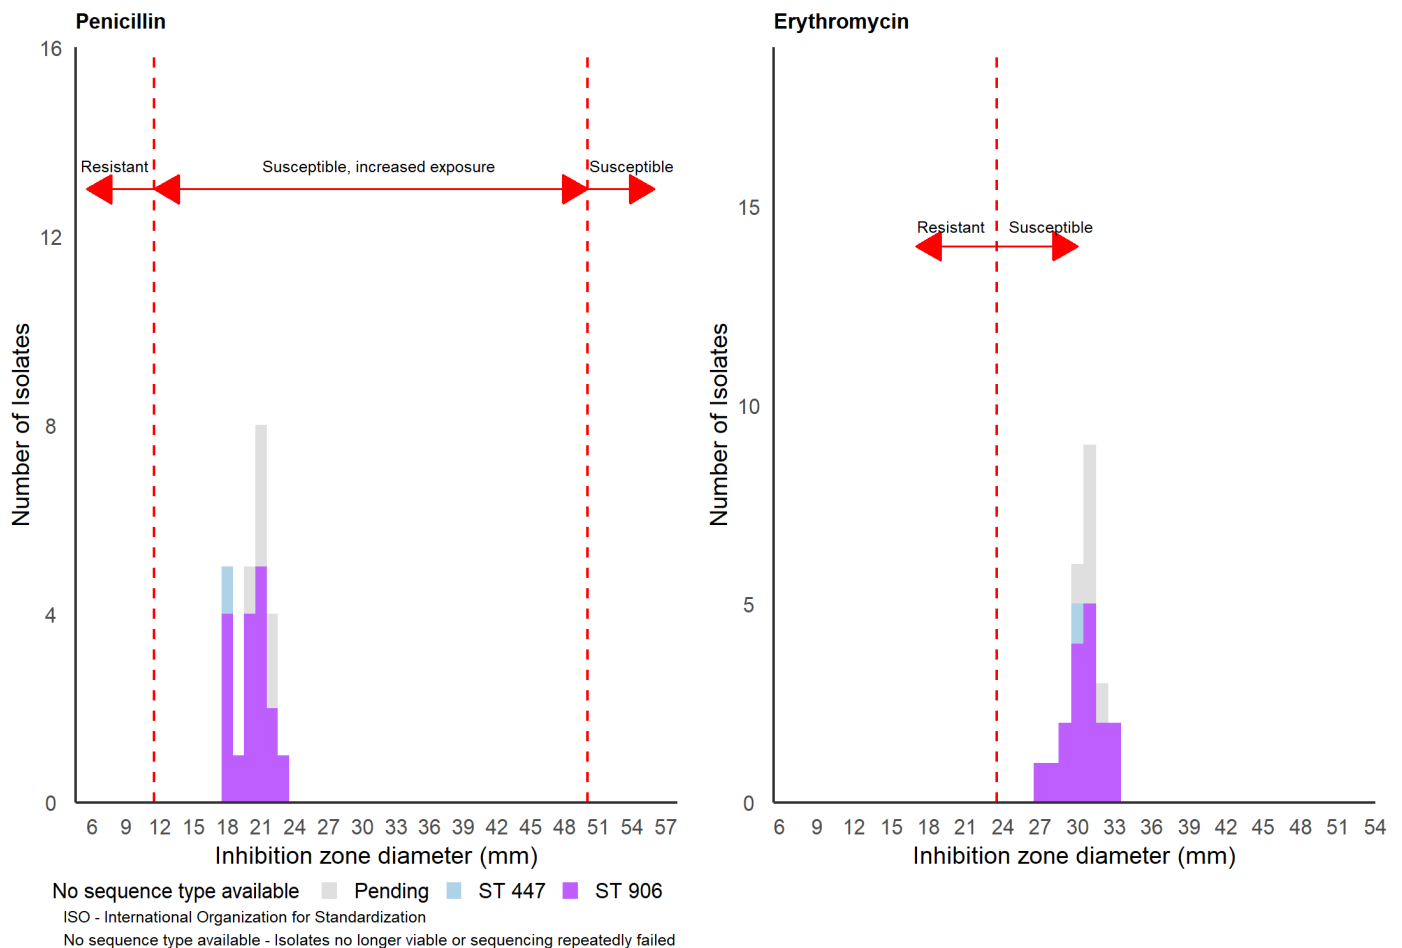 Penicillin
16
12
8
4
0
Number of Isolates
Resistant
Susceptible, increased exposure
Susceptible
6 9 12 15 18 21 24 27 30 33 36 39 42 45 48 51 54 57
Inhibition zone diameter (mm)
Erythromycin
15
10
5
0
Number of Isolates
Resistant
Susceptible
6 9 12 15 18 21 24 27 30 33 36 39 42 45 48 51 54
Inhibition zone diameter (mm)
No sequence type available Pending ST 447 ST 906
ISO - International Organization for Standardization
No sequence type available - Isolates no longer viable or sequencing repeatedly failed